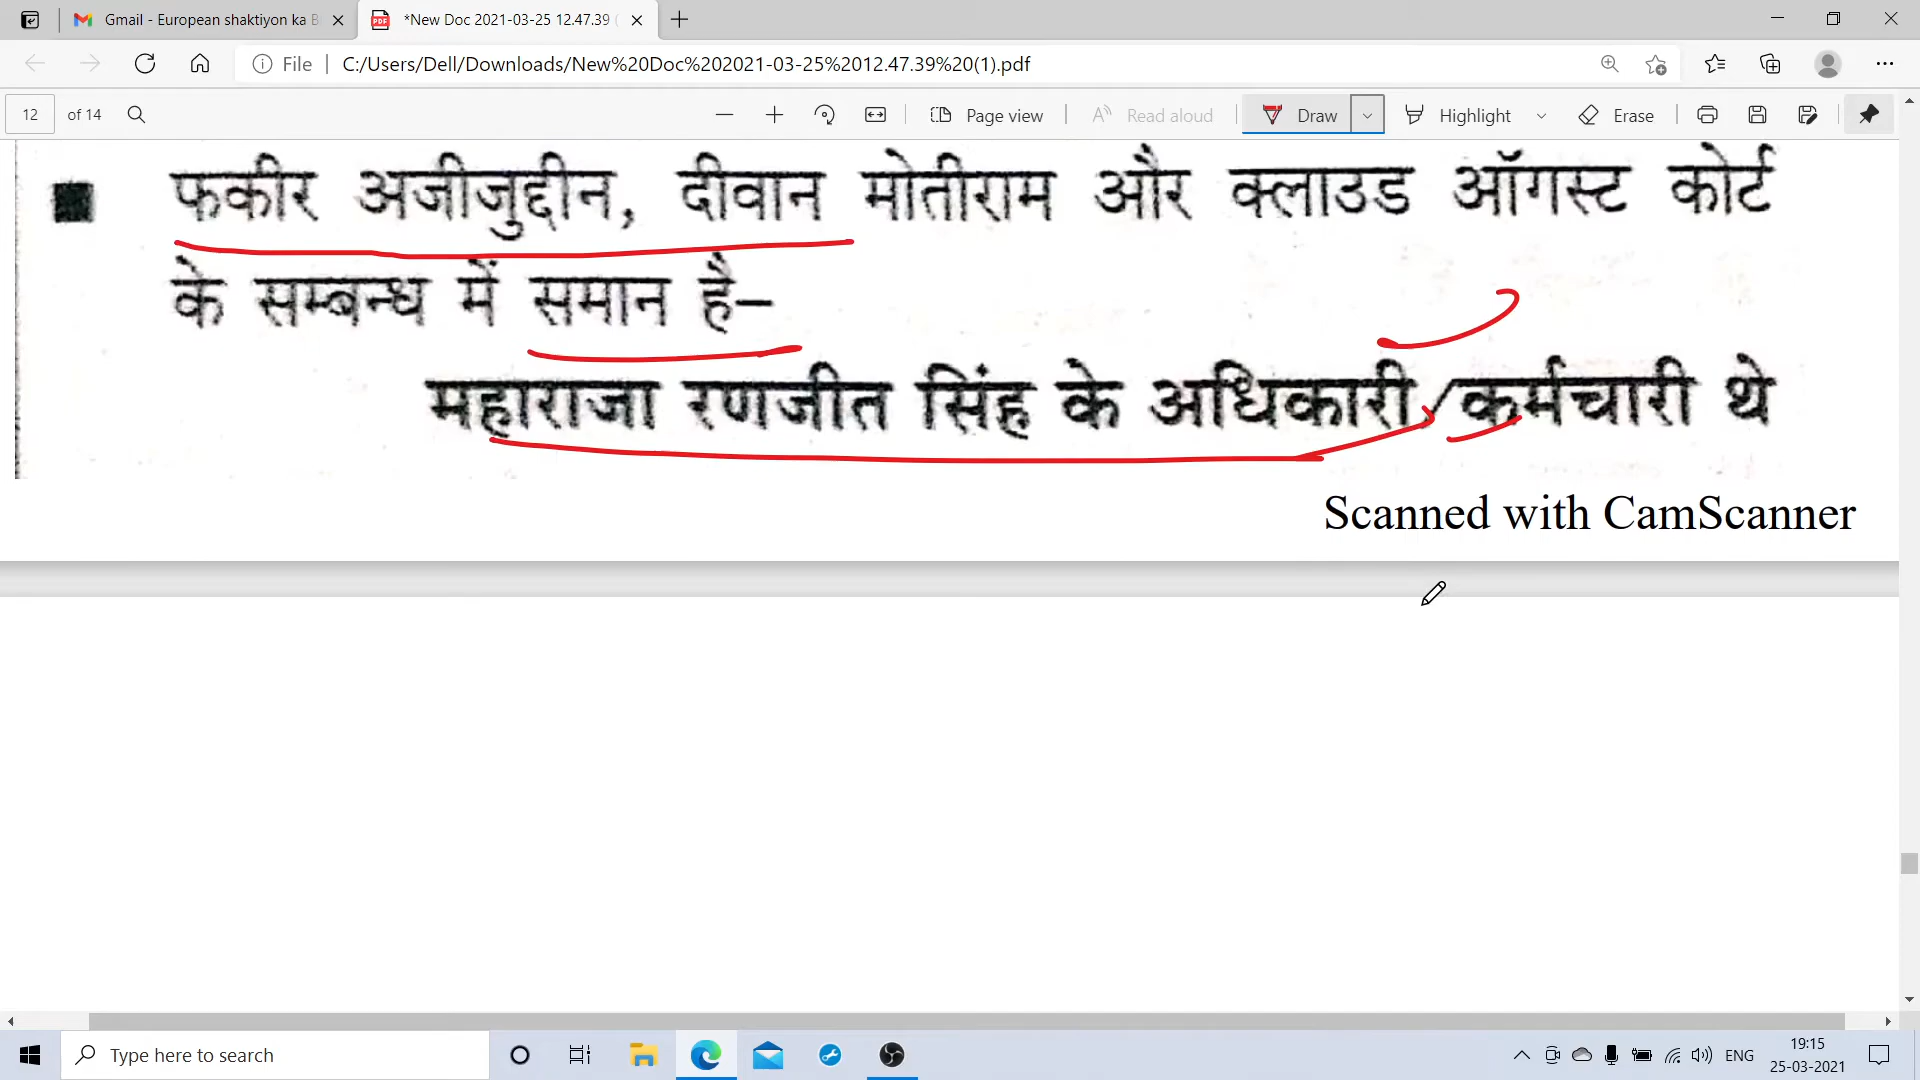 Gmail - European shaktiyon ka B
*New Doc 2021-03-25 12.47.39 (
File
C:/Users/Dell/Downloads/New%20Doc%202021-03-25%2012.47.39%20(1).pdf
12 of 14
Page view
Read aloud
Draw
Highlight
Erase
फकीर अजीजुद्दीन, दीवान मोतीराम और क्लाउड ऑगस्ट कोर्ट
के सम्बन्ध में समान है–
महाराजा रणजीत सिंह के अधिकारी/कर्मचारी थे
Scanned with CamScanner
Type here to search
ENG
19:15
25-03-2021